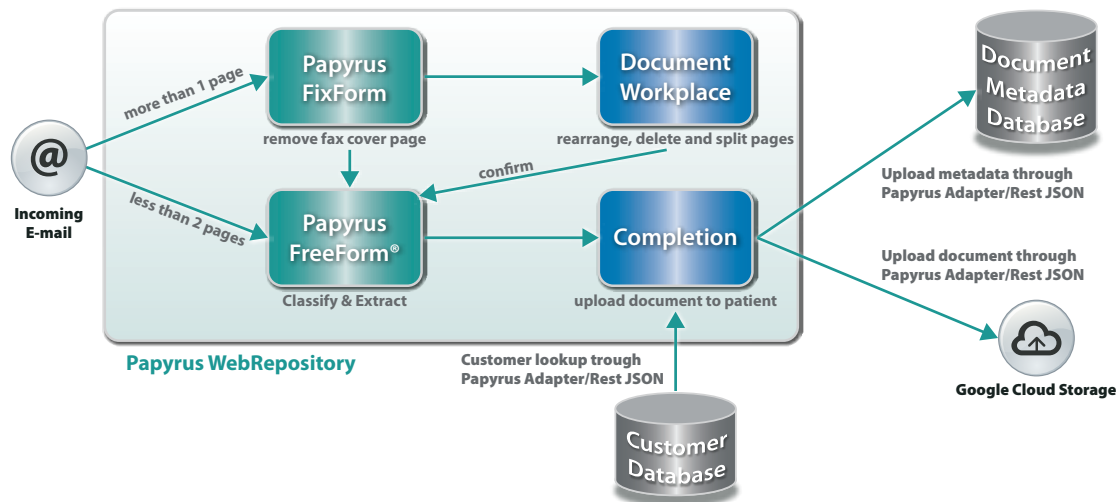 more than 1 page
Papyrus
FixForm
remove fax cover page
Document
Workplace
rearrange, delete and split pages
Document
Metadata
Database
Upload metadata through
Papyrus Adapter/Rest JSON
@
Incoming
E-mail
less than 2 pages
confirm
Papyrus
FreeForm®
Classify & Extract
Completion
upload document to patient
Upload document through
Papyrus Adapter/Rest JSON
Google Cloud Storage
Papyrus WebRepository
Customer lookup trough
Papyrus Adapter/Rest JSON
Customer
Database